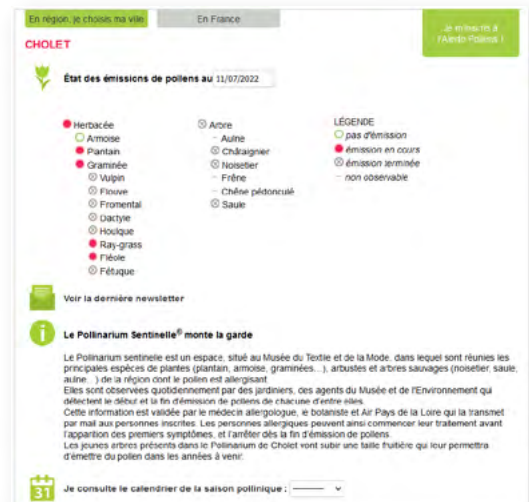 En région, je choisis ma ville
En France
Je m'inscris à
l'Alerte Pollens !
CHOLET
État des émissions de pollens au 11/07/2022
Herbacée
Armoise
Plantain
Graminée
Vulpin
Flouve
Fromental
Dactyle
Houlque
Ray-grass
Fléole
Fétuque
Arbre
Aulne
Châtaignier
Noisetier
Frêne
Chêne pédonculé
Saule
LÉGENDE
pas d'émission
émission en cours
émission terminée
non observable
Voir la dernière newsletter
Le Pollinarium Sentinelle® monte la garde
Le Pollinarium sentinelle est un espace, situé au Musée du Textile et de la Mode, dans lequel sont réunies les
principales espèces de plantes (plantain, armoise, graminées...), arbustes et arbres sauvages (noisetier, saule,
aulne...) de la région dont le pollen est allergisant.
Elles sont observées quotidiennement par des jardiniers, des agents du Musée et de l'Environnement qui
détectent le début et la fin d'émission de pollens de chacune d'entre elles.
Cette information est validée par le médecin allergologue, le botaniste et Air Pays de la Loire qui la transmet
par mail aux personnes inscrites. Les personnes allergiques peuvent ainsi commencer leur traitement avant
l'apparition des premiers symptômes, et l'arrêter dès la fin d'émission de pollens.
Les jeunes arbres présents dans le Pollinarium de Cholet vont subir une taille fruitière qui leur permettra
d'émettre du pollen dans les années à venir.
31
Je consulte le calendrier de la saison pollinique :